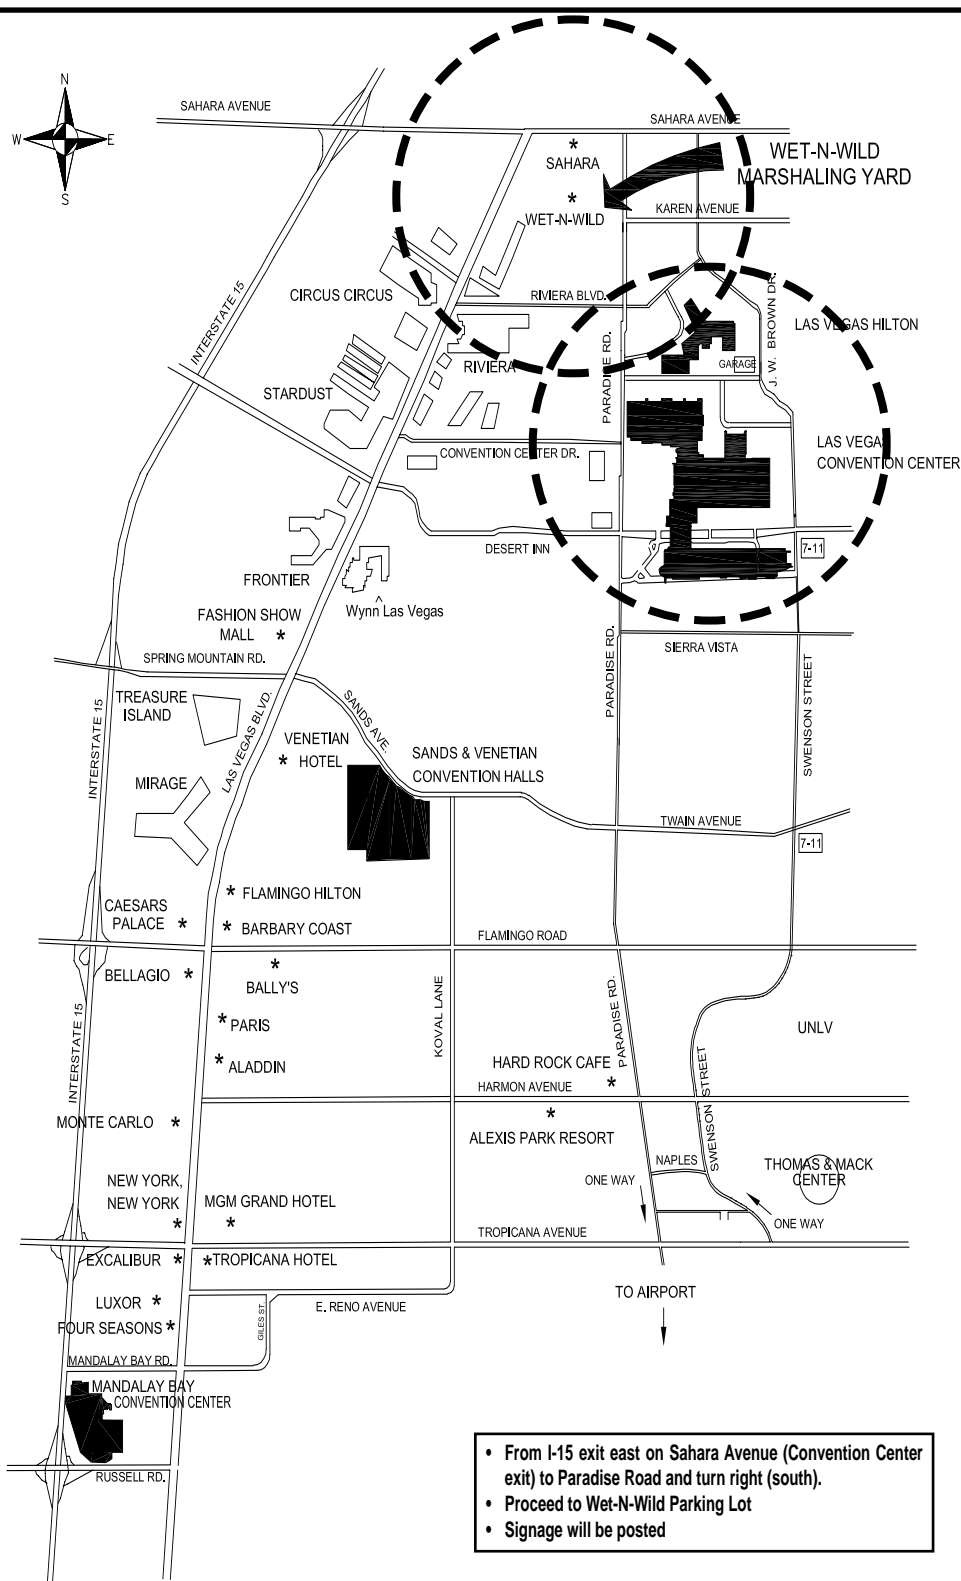 N
W
E
S
SAHARA AVENUE
SAHARA AVENUE
SAHARA
WET-N-WILD
MARSHALING YARD
WET-N-WILD
KAREN AVENUE
INTERSTATE 15
CIRCUS CIRCUS
RIVIERA BLVD.
J. W. BROWN DR.
LAS VEGAS HILTON
PARADISE RD.
GARAGE
RIVIERA
STARDUST
CONVENTION CENTER DR.
LAS VEGAS
CONVENTION CENTER
DESERT INN
7-11
FRONTIER
Wynn Las Vegas
^
FASHION SHOW
MALL
SPRING MOUNTAIN RD.
SIERRA VISTA
PARADISE RD.
SWENSON STREET
TREASURE
ISLAND
INTERSTATE 15
LAS VEGAS BLVD.
SANDS AVE.
VENETIAN
HOTEL
SANDS & VENETIAN
CONVENTION HALLS
MIRAGE
TWAIN AVENUE
7-11
FLAMINGO HILTON
CAESARS
PALACE
BARBARY COAST
FLAMINGO ROAD
BELLAGIO
BALLY'S
KOVAL LANE
PARADISE RD.
INTERSTATE 15
PARIS
UNLV
ALADDIN
HARD ROCK CAFE
HARMON AVENUE
SWENSON STREET
MONTE CARLO
ALEXIS PARK RESORT
NAPLES
THOMAS & MACK
CENTER
NEW YORK,
NEW YORK
MGM GRAND HOTEL
ONE WAY
ONE WAY
TROPICANA AVENUE
EXCALIBUR
TROPICANA HOTEL
TO AIRPORT
LUXOR
E. RENO AVENUE
GILES ST.
FOUR SEASONS
MANDALAY BAY RD.
MANDALAY BAY
CONVENTION CENTER
RUSSELL RD.
• From I-15 exit east on Sahara Avenue (Convention Center
exit) to Paradise Road and turn right (south).
• Proceed to Wet-N-Wild Parking Lot
• Signage will be posted